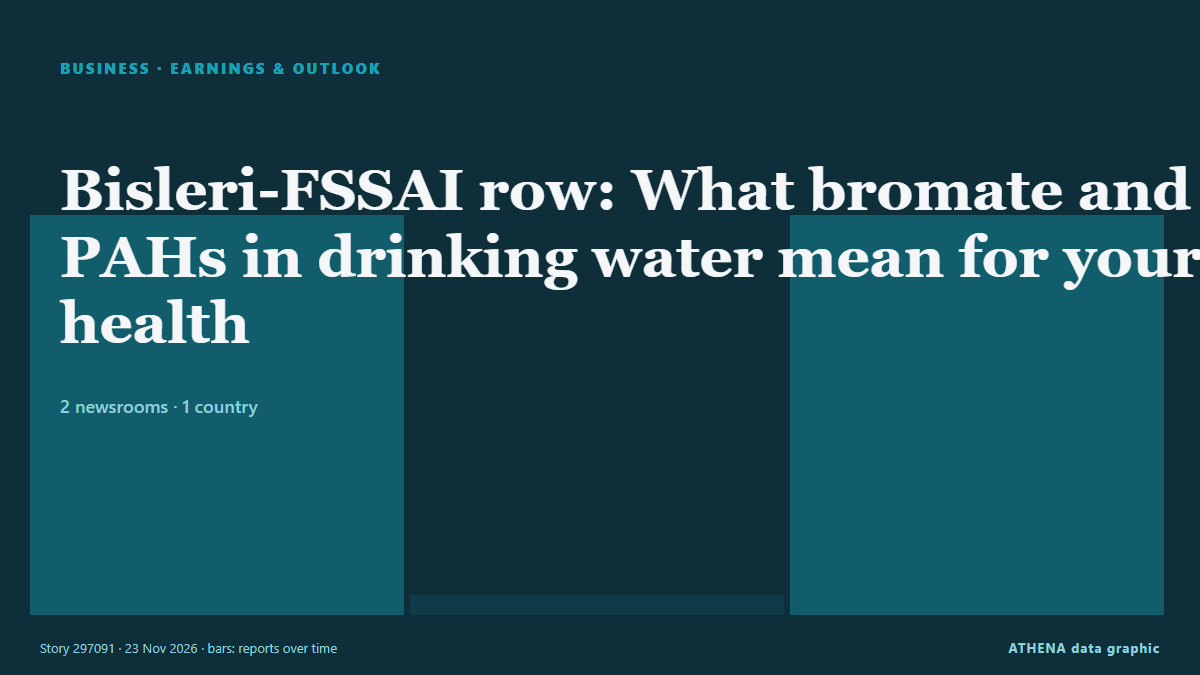 BUSINESS · EARNINGS & OUTLOOK
Bisleri-FSSAI row: What bromate and
PAHs in drinking water mean for your
health
2 newsrooms · 1 country
Story 297091 · 23 Nov 2026 · bars: reports over time
ATHENA data graphic